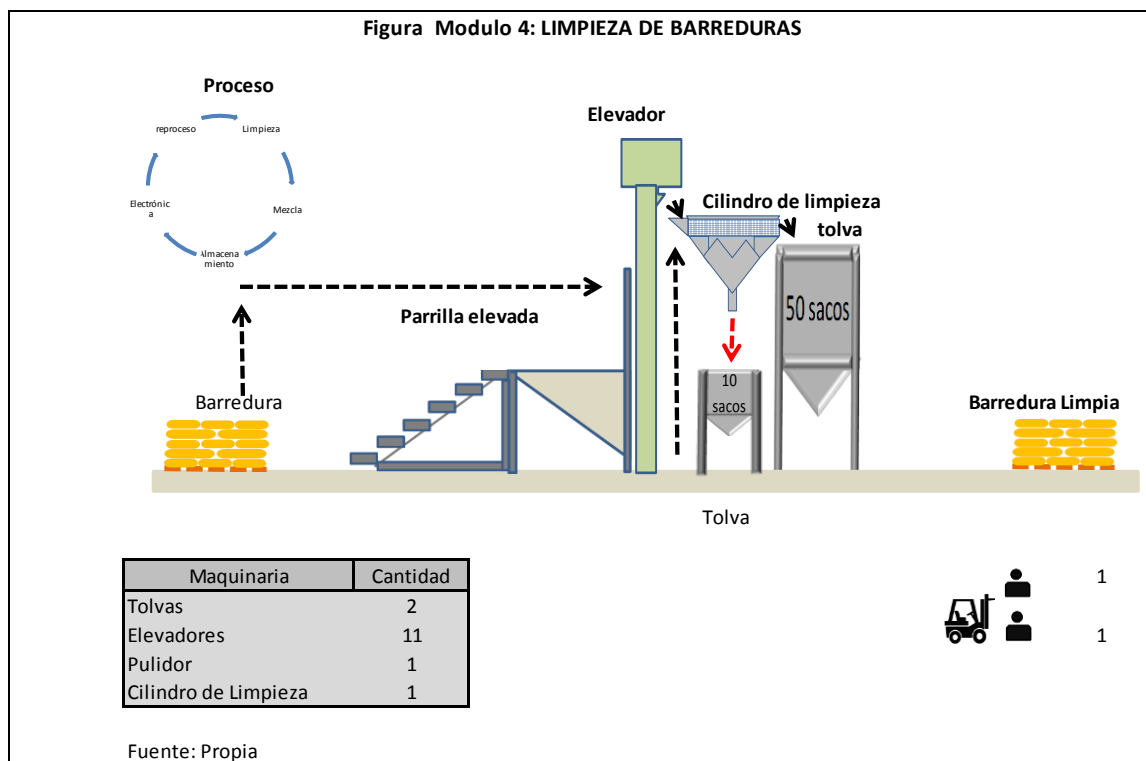 Figura Modulo 4: LIMPIEZA DE BARREDURAS
Proceso
reproceso
Limpieza
Electrónic
a
Mezcla
Almacena
miento
Elevador
Cilindro de limpieza
tolva
Parrilla elevada
50 sacos
10
sacos
Barredura
Barredura Limpia
Tolva
Maquinaria Cantidad
Tolvas 2
Elevadores 11
Pulidor 1
Cilindro de Limpieza 1
1
1
Fuente: Propia